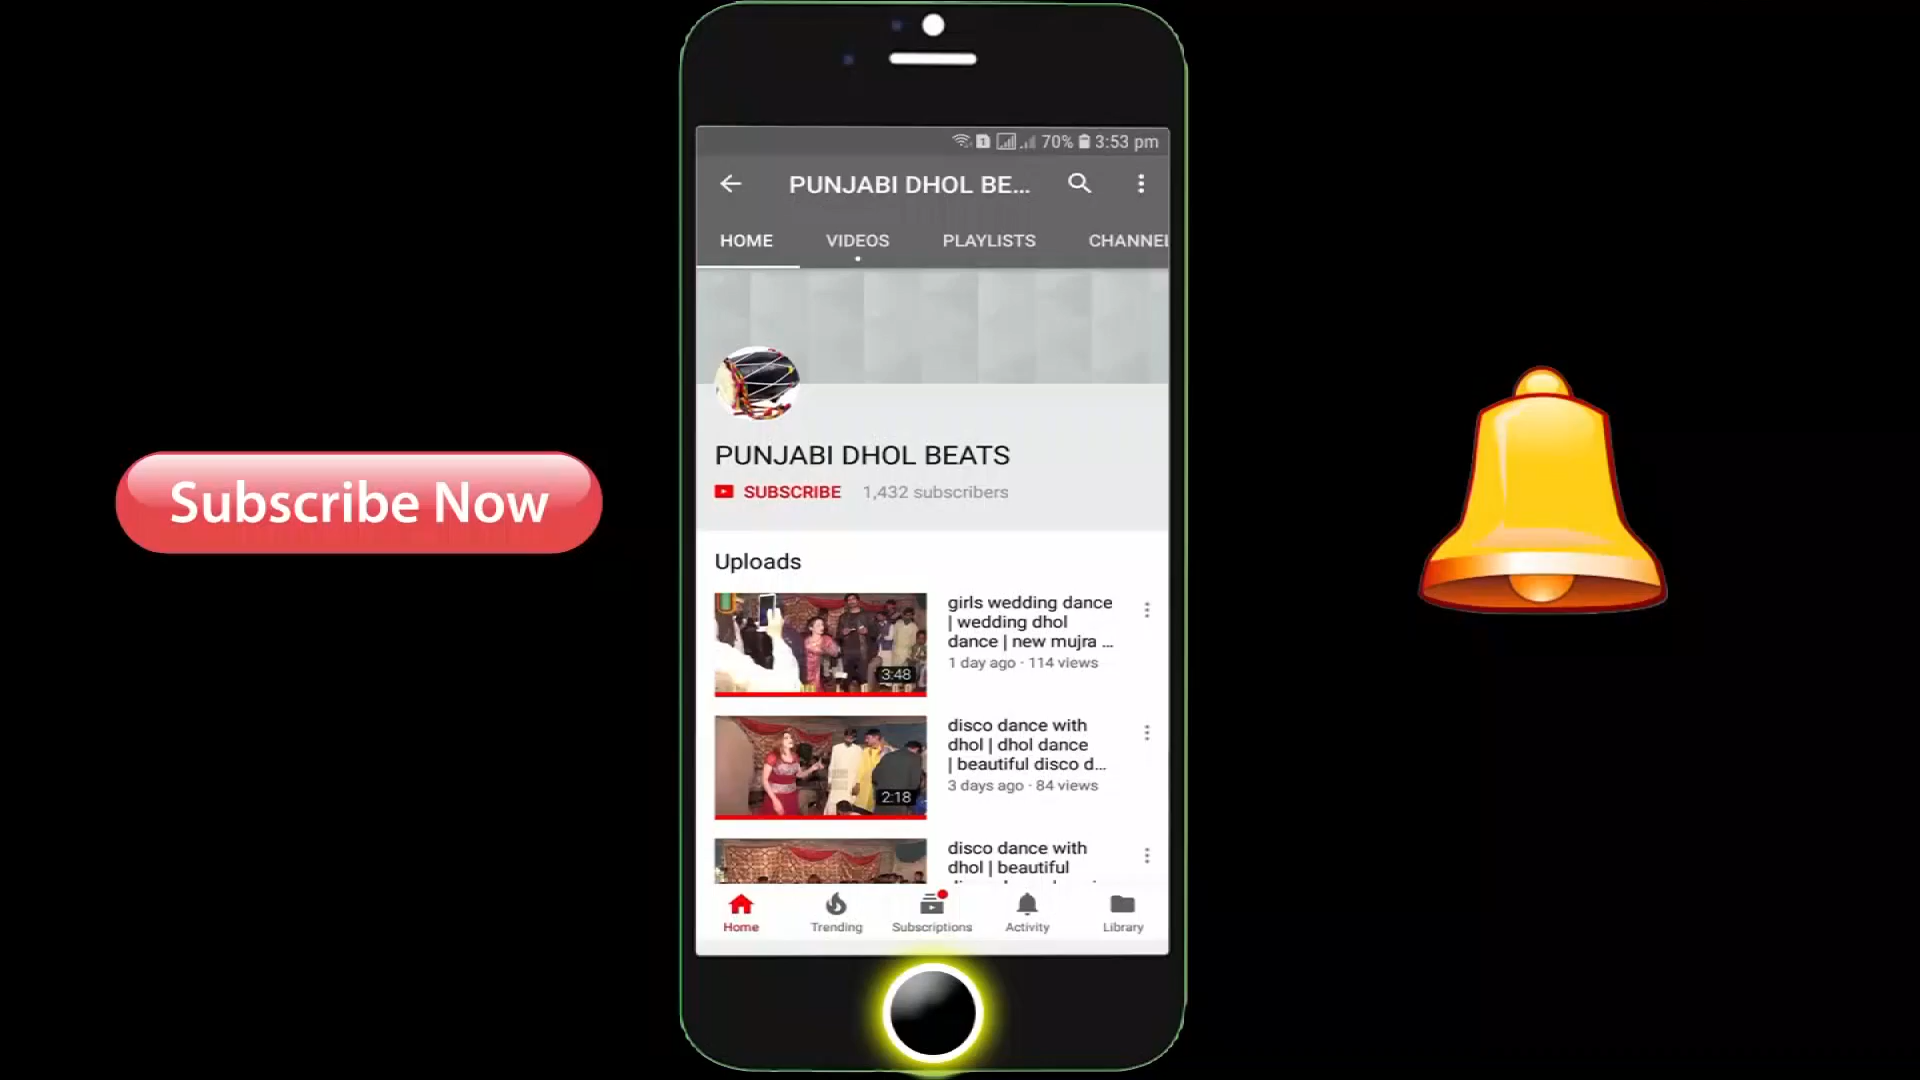 70% 3:53 pm
PUNJABI DHOL BE...
HOME VIDEOS PLAYLISTS CHANNEL
PUNJABI DHOL BEATS
SUBSCRIBE 1,432 subscribers
Subscribe Now
Uploads
girls wedding dance
| wedding dhol
dance | new mujra ...
1 day ago · 114 views
3:48
disco dance with
dhol | dhol dance
| beautiful disco d...
3 days ago · 84 views
2:18
disco dance with
dhol | beautiful
Home Trending Subscriptions Activity Library